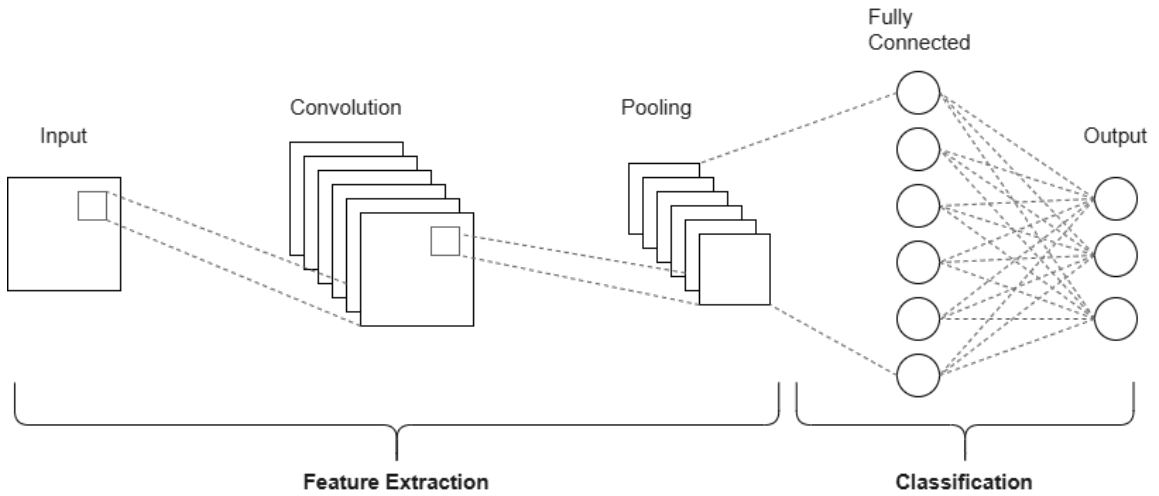 Input
Convolution
Pooling
Fully
Connected
Output
Feature Extraction
Classification